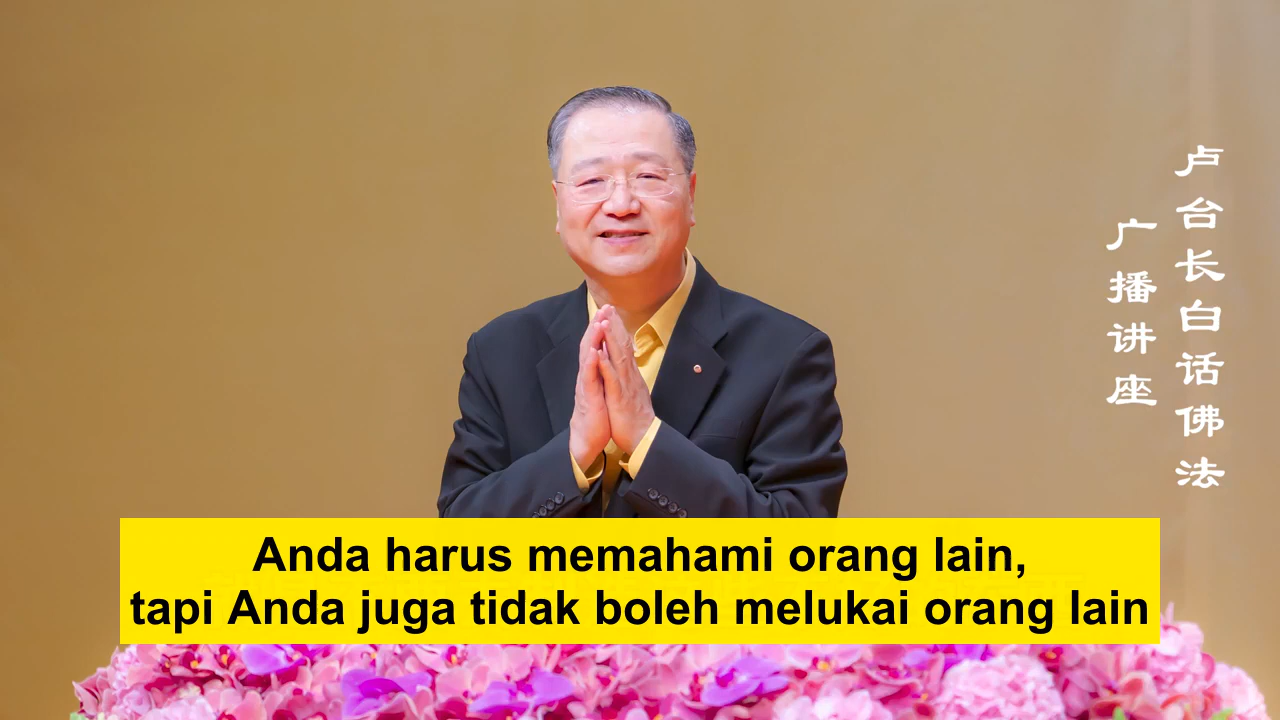 卢台长白话佛法
广播讲座
Anda harus memahami orang lain,
tapi Anda juga tidak boleh melukai orang lain